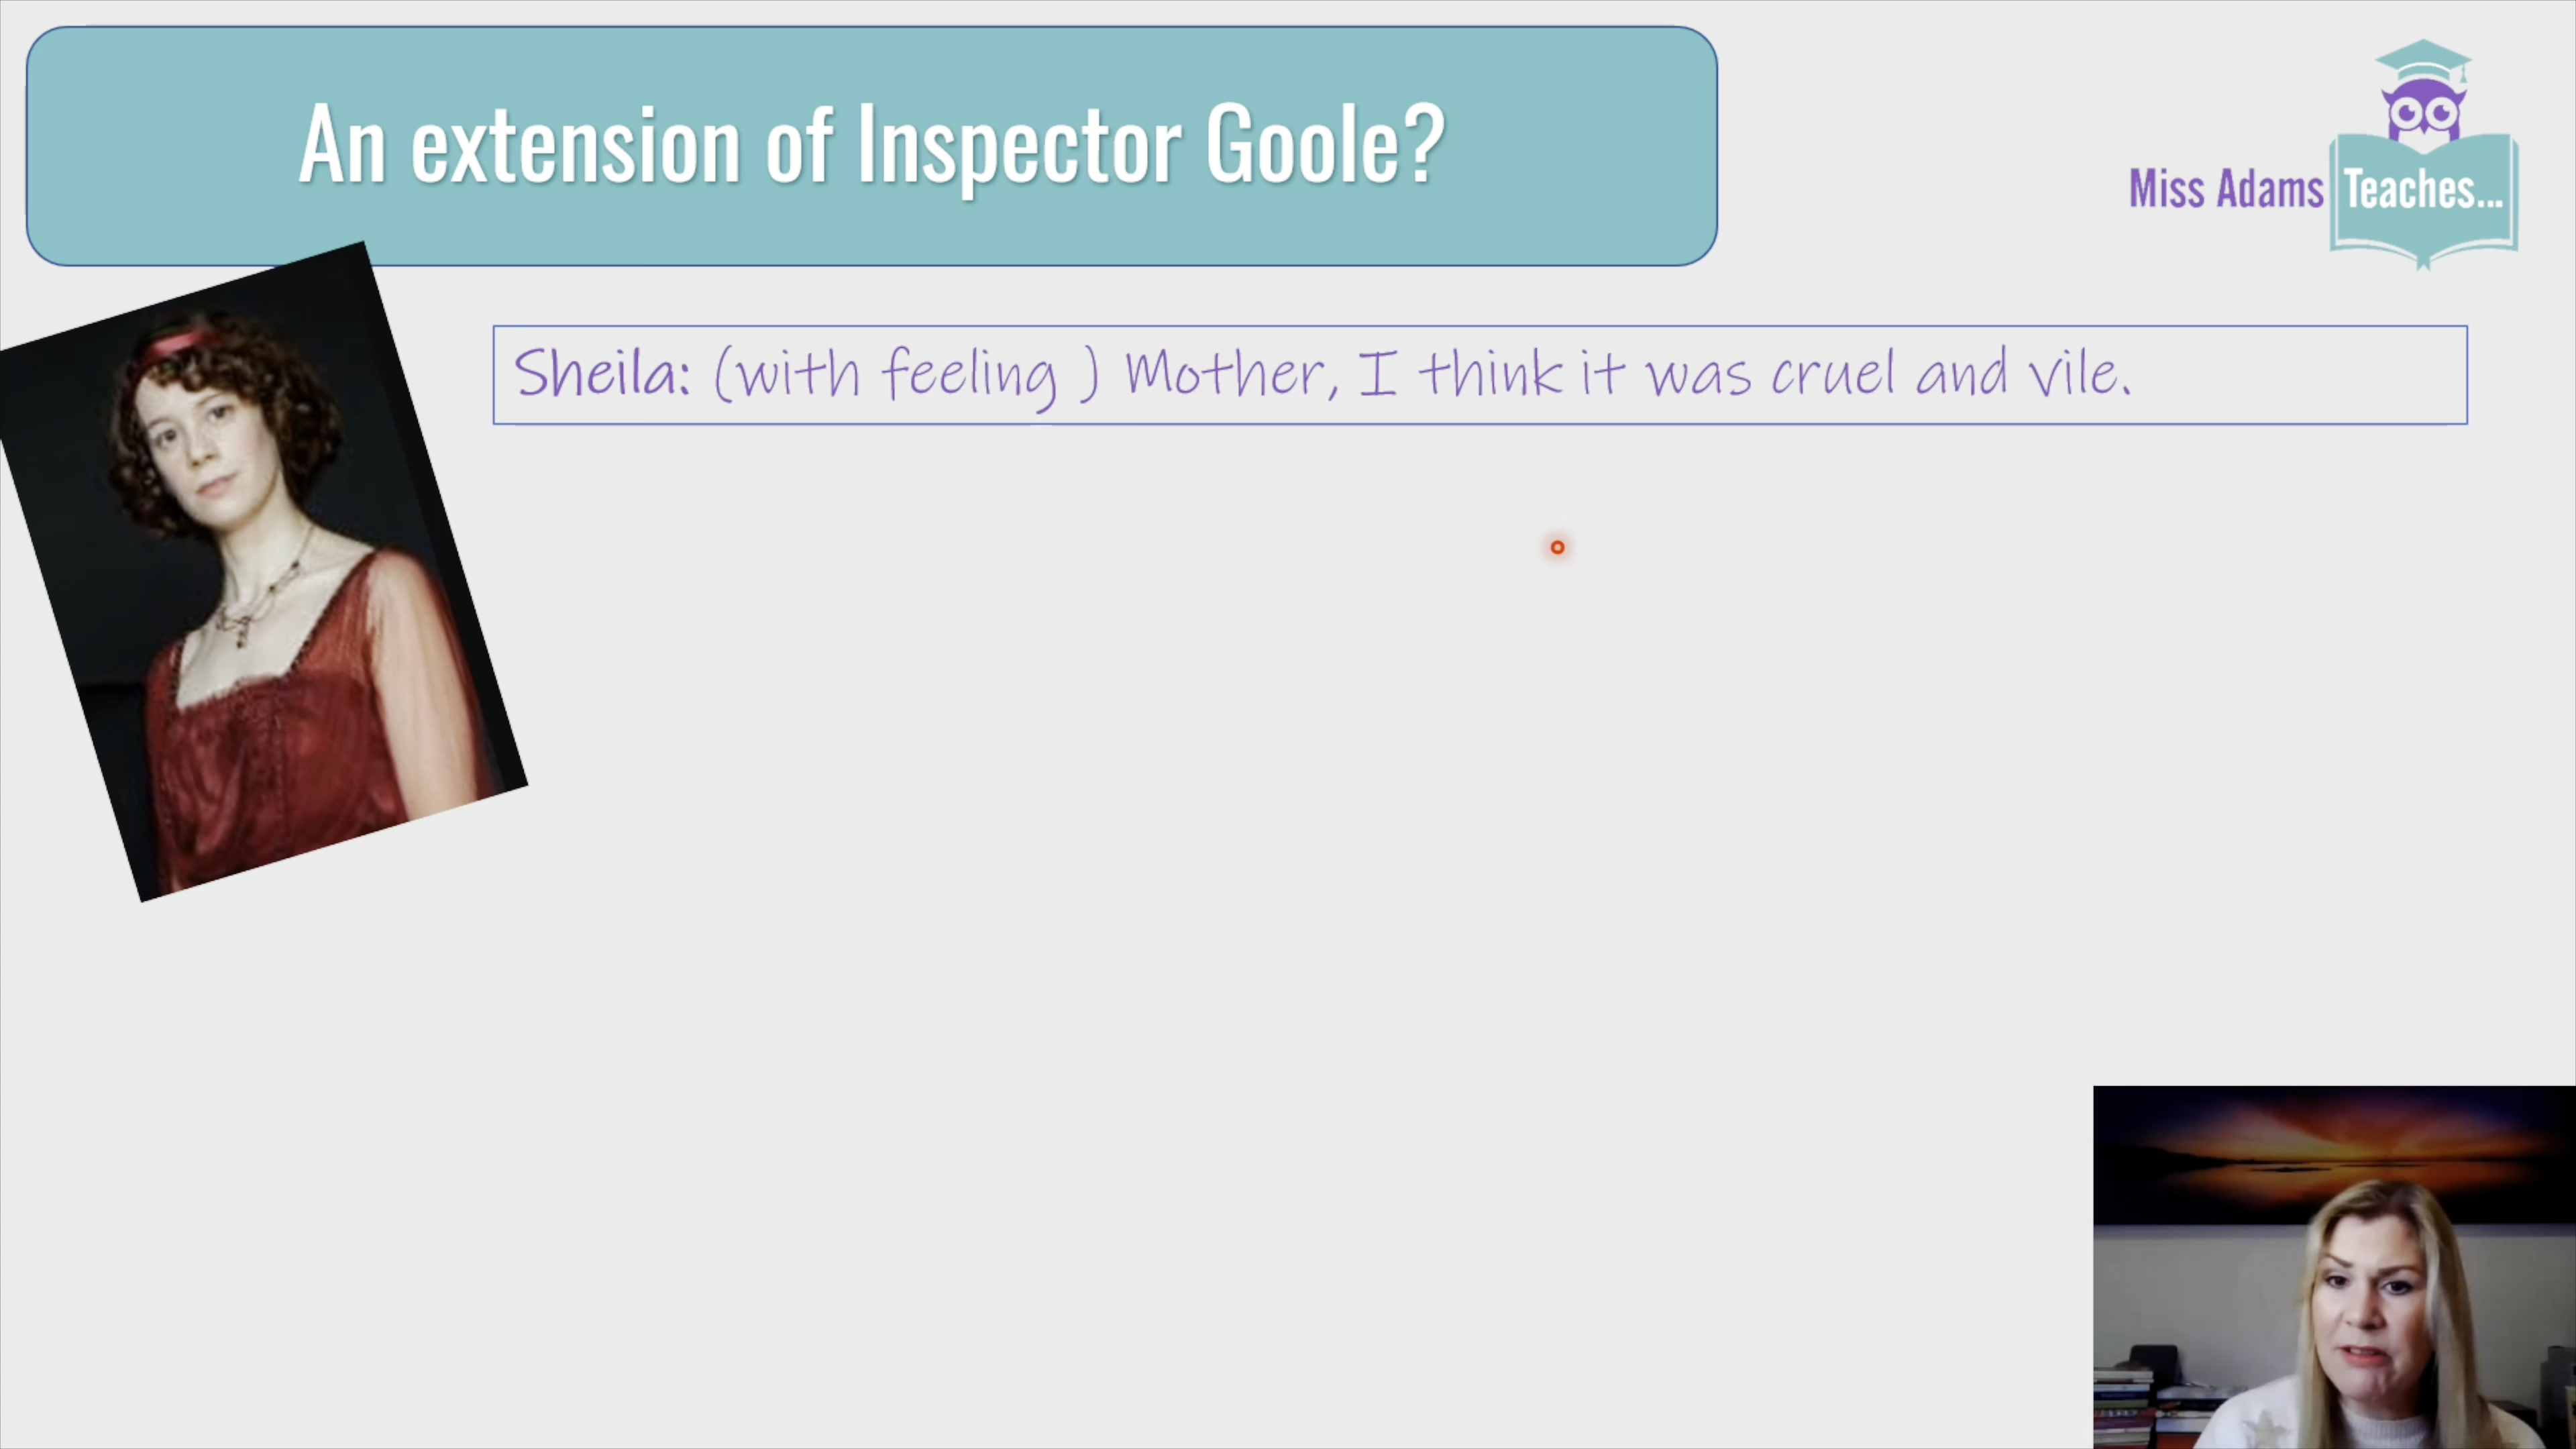 An extension of Inspector Goole?
Miss Adams Teaches...
Sheila: (with feeling ) Mother, I think it was cruel and vile.